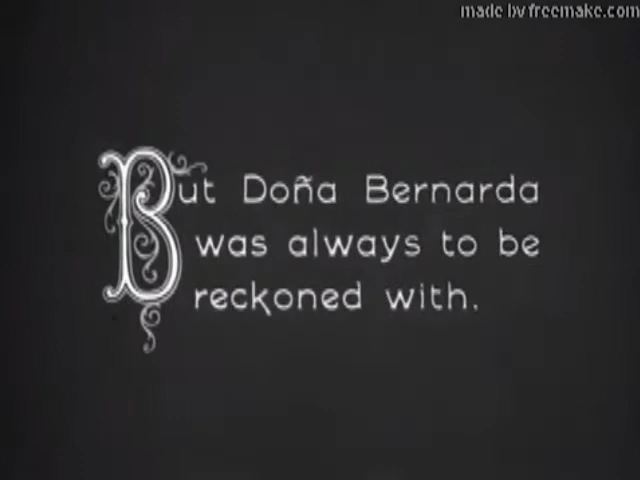 made by freemake.com
But Doña Bernarda
was always to be
reckoned with.